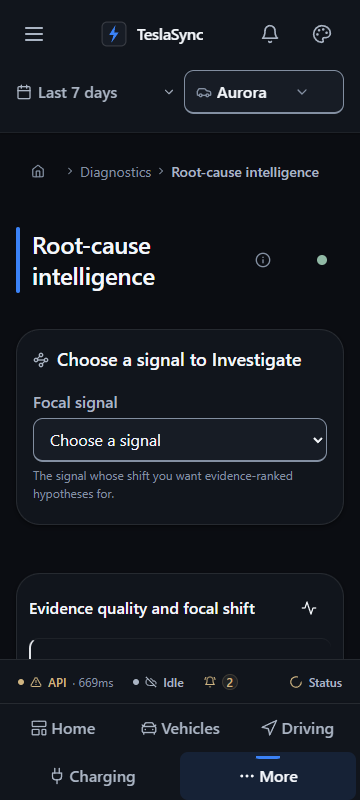 TeslaSync
Last 7 days
Aurora
Diagnostics
Root-cause intelligence
Root-cause
intelligence
Choose a signal to Investigate
Focal signal
Choose a signal
The signal whose shift you want evidence-ranked
hypotheses for.
Evidence quality and focal shift
API · 669ms
Idle
2
Status
Home
Vehicles
Driving
Charging
More